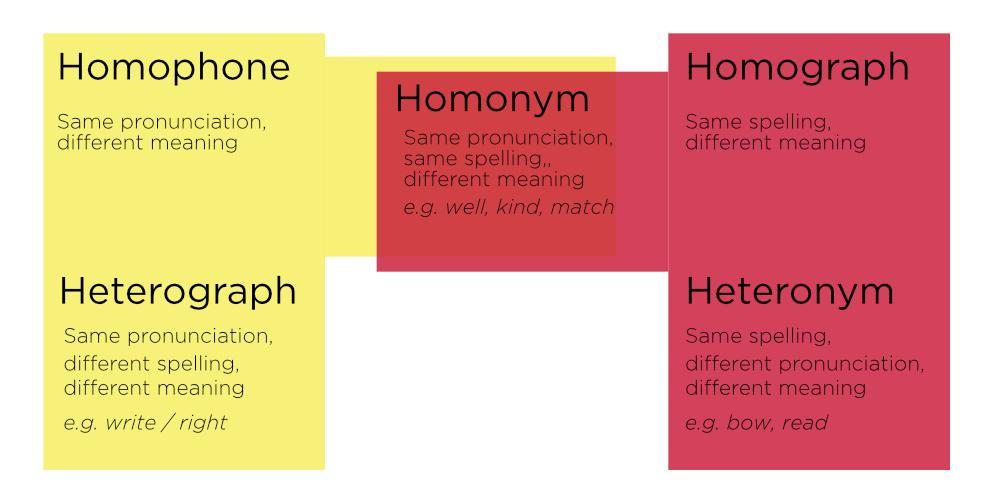 Homophone
Same pronunciation,
different meaning
Homonym
Same pronunciation,
same spelling,,
different meaning
e.g. well, kind, match
Homograph
Same spelling,
different meaning
Heterograph
Same pronunciation,
different spelling,
different meaning
e.g. write / right
Heteronym
Same spelling,
different pronunciation,
different meaning
e.g. bow, read